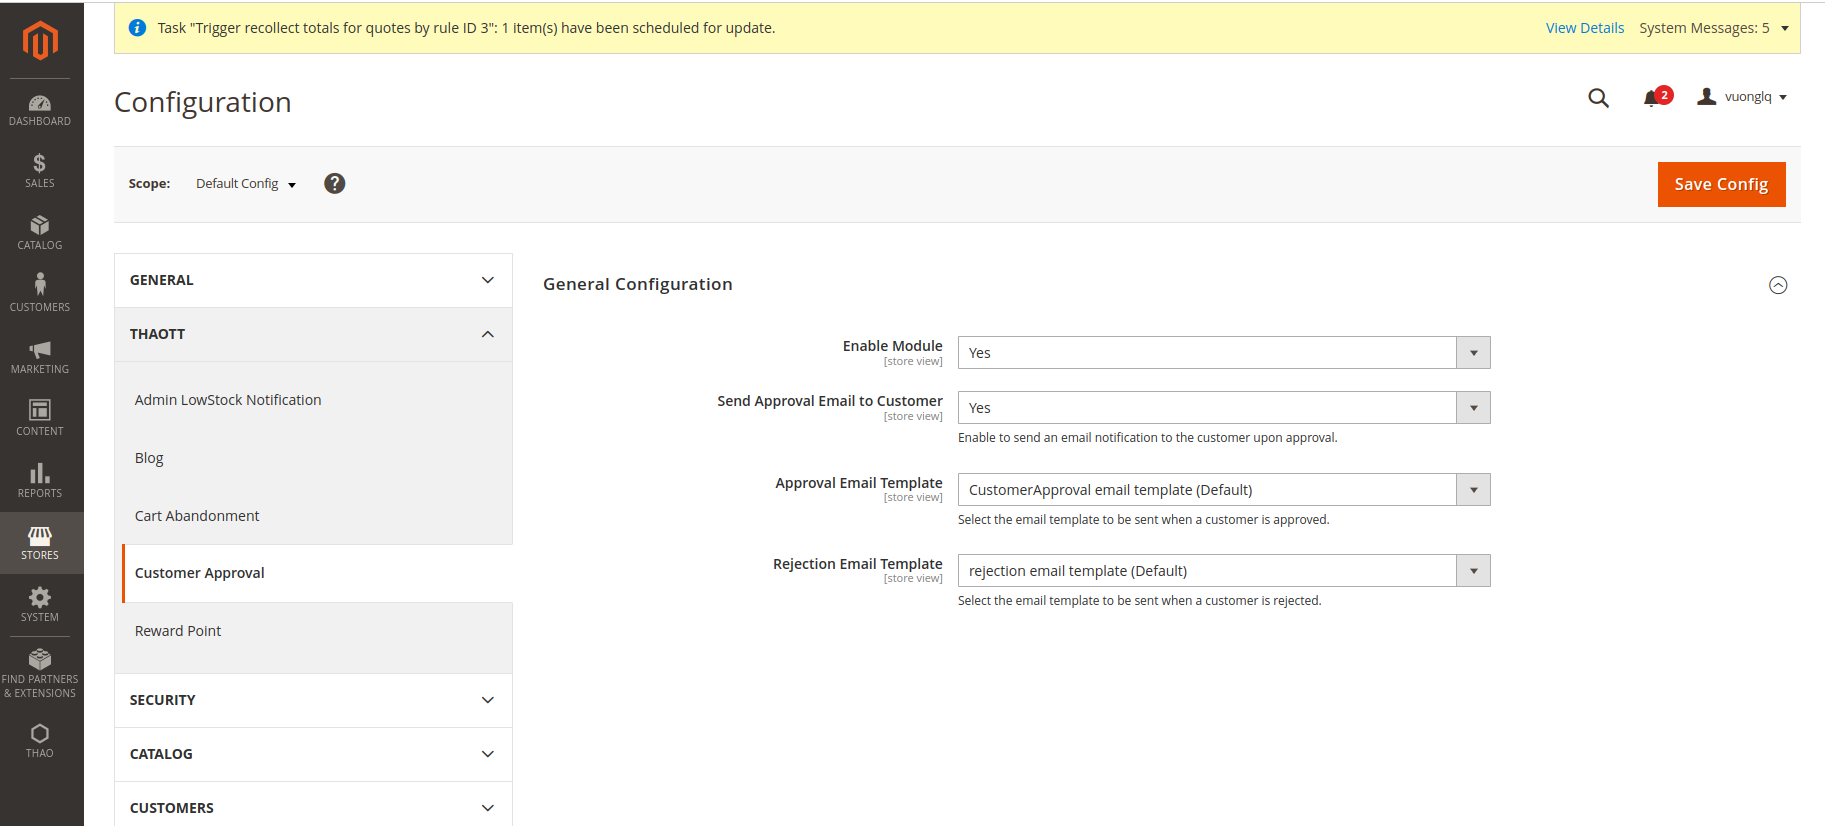 Task "Trigger recollect totals for quotes by rule ID 3": 1 item(s) have been scheduled for update.
View Details
System Messages: 5
DASHBOARD
SALES
CATALOG
CUSTOMERS
MARKETING
CONTENT
REPORTS
STORES
SYSTEM
FIND PARTNERS
& EXTENSIONS
THAO
Configuration
2
vuonglq
Scope:
Default Config
?
Save Config
GENERAL
THAOTT
Admin LowStock Notification
Blog
Cart Abandonment
Customer Approval
Reward Point
SECURITY
CATALOG
CUSTOMERS
General Configuration
Enable Module
[store view]
Yes
Send Approval Email to Customer
[store view]
Yes
Enable to send an email notification to the customer upon approval.
Approval Email Template
[store view]
CustomerApproval email template (Default)
Select the email template to be sent when a customer is approved.
Rejection Email Template
[store view]
rejection email template (Default)
Select the email template to be sent when a customer is rejected.